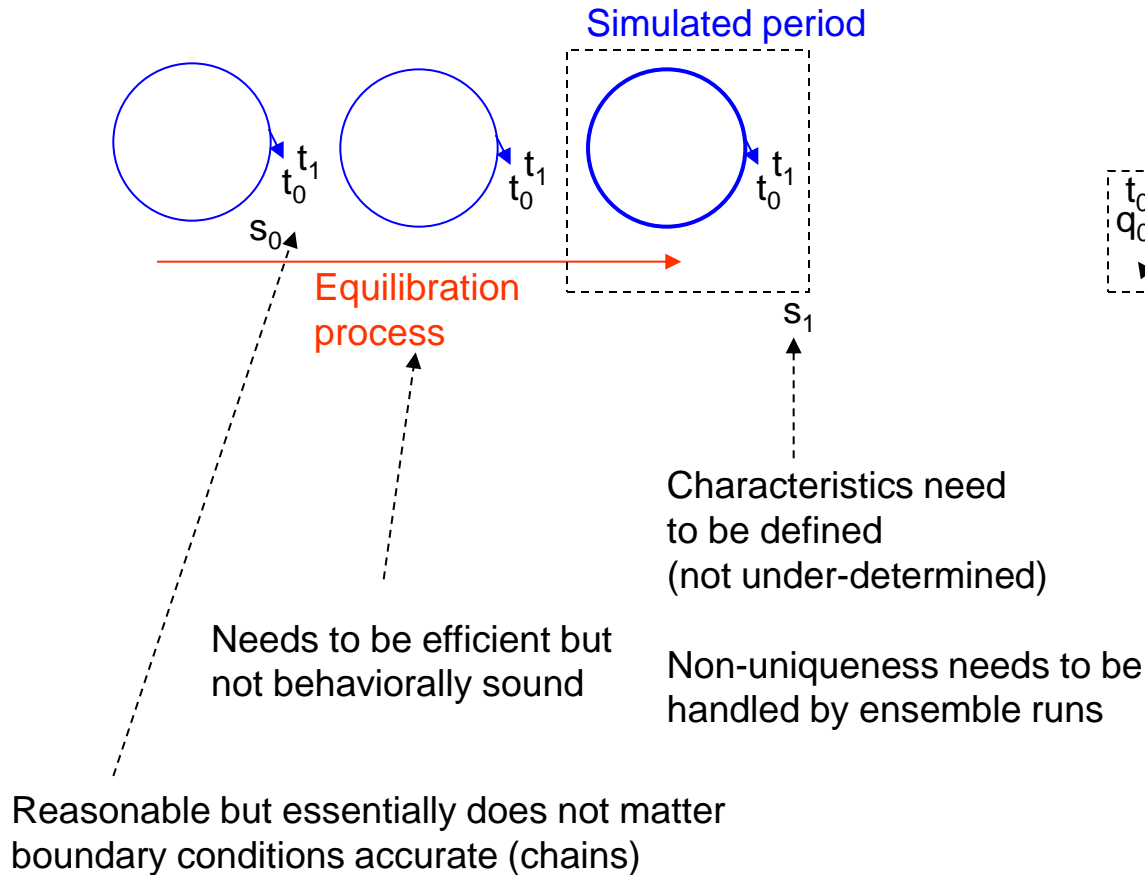 Simulated period
t₁
t₀
t₁
t₀
t₁
t₀
s₀
Equilibration
process
s₁
t₀
q₀
Characteristics need
to be defined
(not under-determined)
Needs to be efficient but
not behaviorally sound
Non-uniqueness needs to be
handled by ensemble runs
Reasonable but essentially does not matter
boundary conditions accurate (chains)